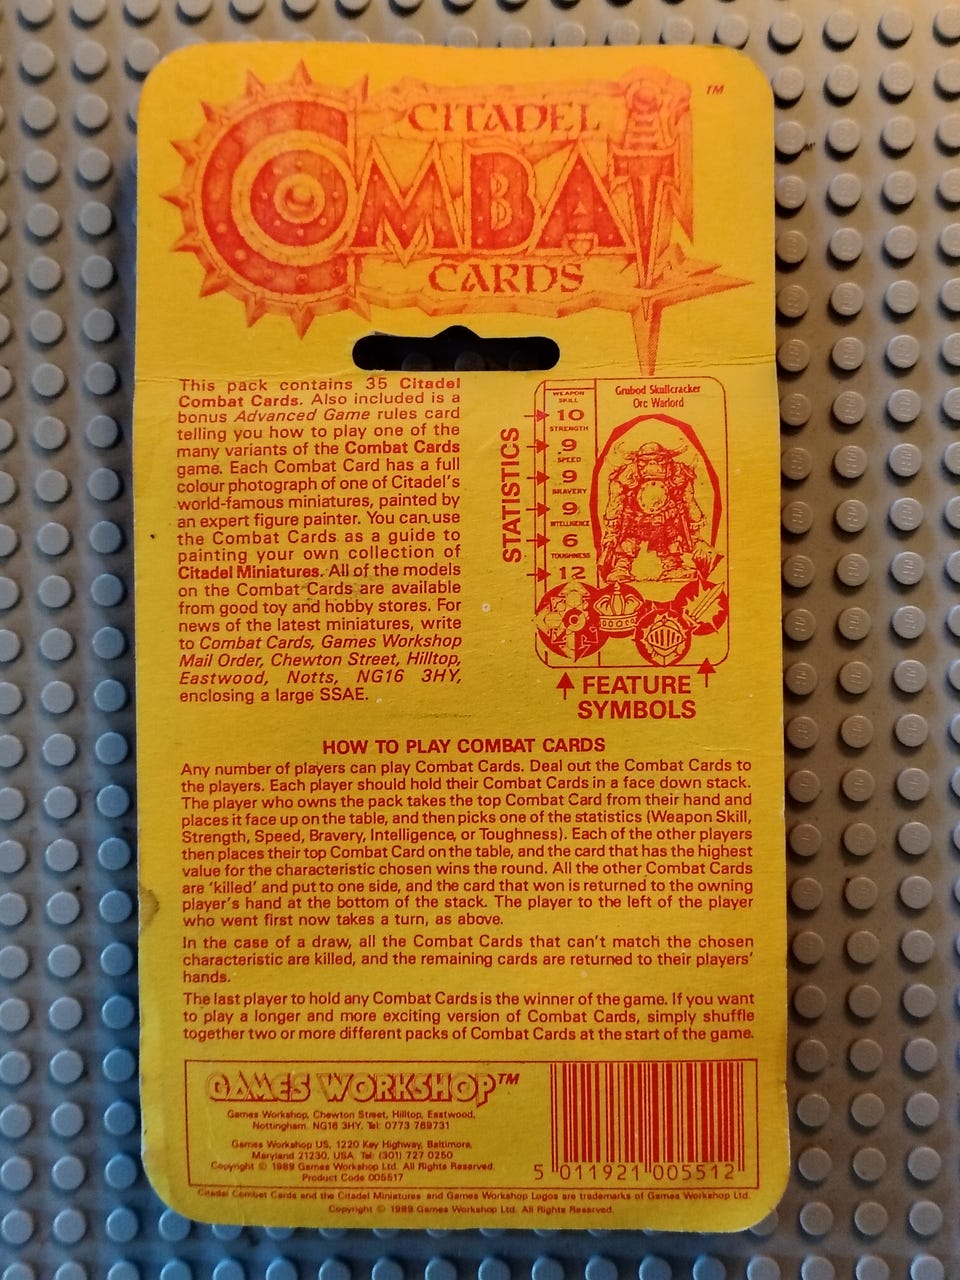 CITADEL
COMBAT
CARDS
TM
This pack contains 35 Citadel
Combat Cards. Also included is a
bonus Advanced Game rules card
telling you how to play one of the
many variants of the Combat Cards
game. Each Combat Card has a full
colour photograph of one of Citadel's
world-famous miniatures, painted by
an expert figure painter. You can use
the Combat Cards as a guide to
painting your own collection of
Citadel Miniatures. All of the models
on the Combat Cards are available
from good toy and hobby stores. For
news of the latest miniatures, write
to Combat Cards, Games Workshop
Mail Order, Chewton Street, Hilltop,
Eastwood, Notts, NG16 3HY,
enclosing a large SSAE.
STATISTICS
WEAPON
SKILL
10
STRENGTH
9
SPEED
9
BRAVERY
9
INTELLIGENCE
6
TOUGHNESS
12
Grubod Skullcracker
Orc Warlord
FEATURE
SYMBOLS
HOW TO PLAY COMBAT CARDS
Any number of players can play Combat Cards. Deal out the Combat Cards to
the players. Each player should hold their Combat Cards in a face down stack.
The player who owns the pack takes the top Combat Card from their hand and
places it face up on the table, and then picks one of the statistics (Weapon Skill,
Strength, Speed, Bravery, Intelligence, or Toughness). Each of the other players
then places their top Combat Card on the table, and the card that has the highest
value for the characteristic chosen wins the round. All the other Combat Cards
are 'killed' and put to one side, and the card that won is returned to the owning
player's hand at the bottom of the stack. The player to the left of the player
who went first now takes a turn, as above.
In the case of a draw, all the Combat Cards that can't match the chosen
characteristic are killed, and the remaining cards are returned to their players'
hands.
The last player to hold any Combat Cards is the winner of the game. If you want
to play a longer and more exciting version of Combat Cards, simply shuffle
together two or more different packs of Combat Cards at the start of the game.
GAMES WORKSHOP™
Games Workshop, Chewton Street, Hilltop, Eastwood,
Nottingham. NG16 3HY. Tel: 0773 769731
Games Workshop US, 1220 Key Highway, Baltimore,
Maryland 21230, USA. Tel: (301) 727 0250
Copyright © 1989 Games Workshop Ltd. All Rights Reserved.
Product Code 005517
5 011921 005512
Citadel Combat Cards and the Citadel Miniatures and Games Workshop Logos are trademarks of Games Workshop Ltd.
Copyright © 1989 Games Workshop Ltd. All Rights Reserved.